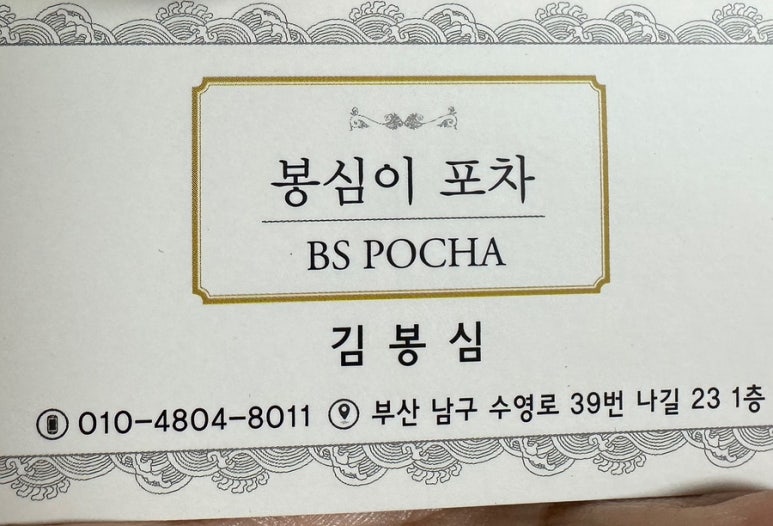 봉심이 포차
BS POCHA
김봉심
010-4804-8011 부산 남구 수영로 39번 나길 23 1층